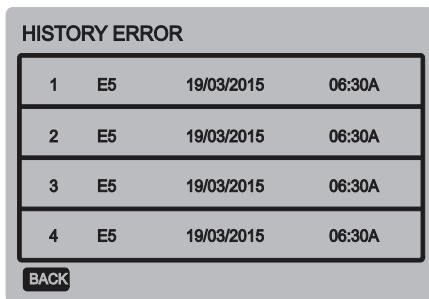 HISTORY ERROR
1 E5 19/03/2015 06:30A
2 E5 19/03/2015 06:30A
3 E5 19/03/2015 06:30A
4 E5 19/03/2015 06:30A
BACK